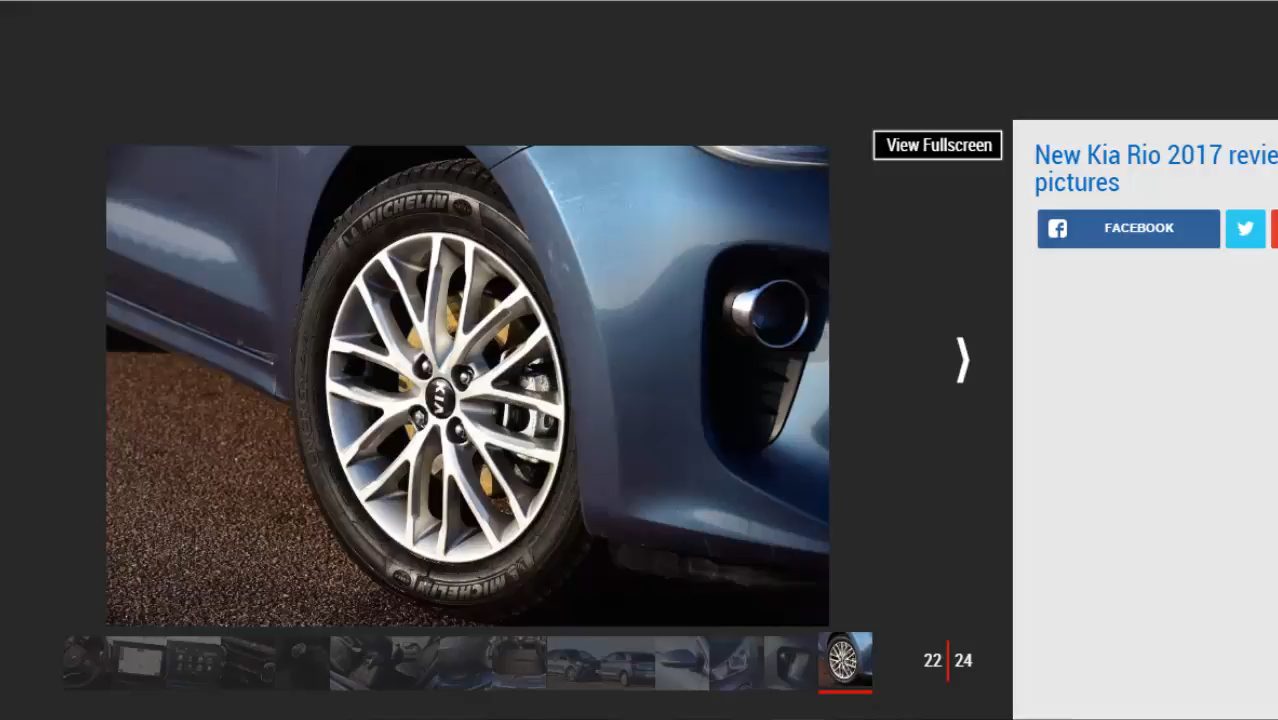 View Fullscreen
New Kia Rio 2017 revie
pictures
FACEBOOK
MICHELIN
KIA
MICHELIN
22 24